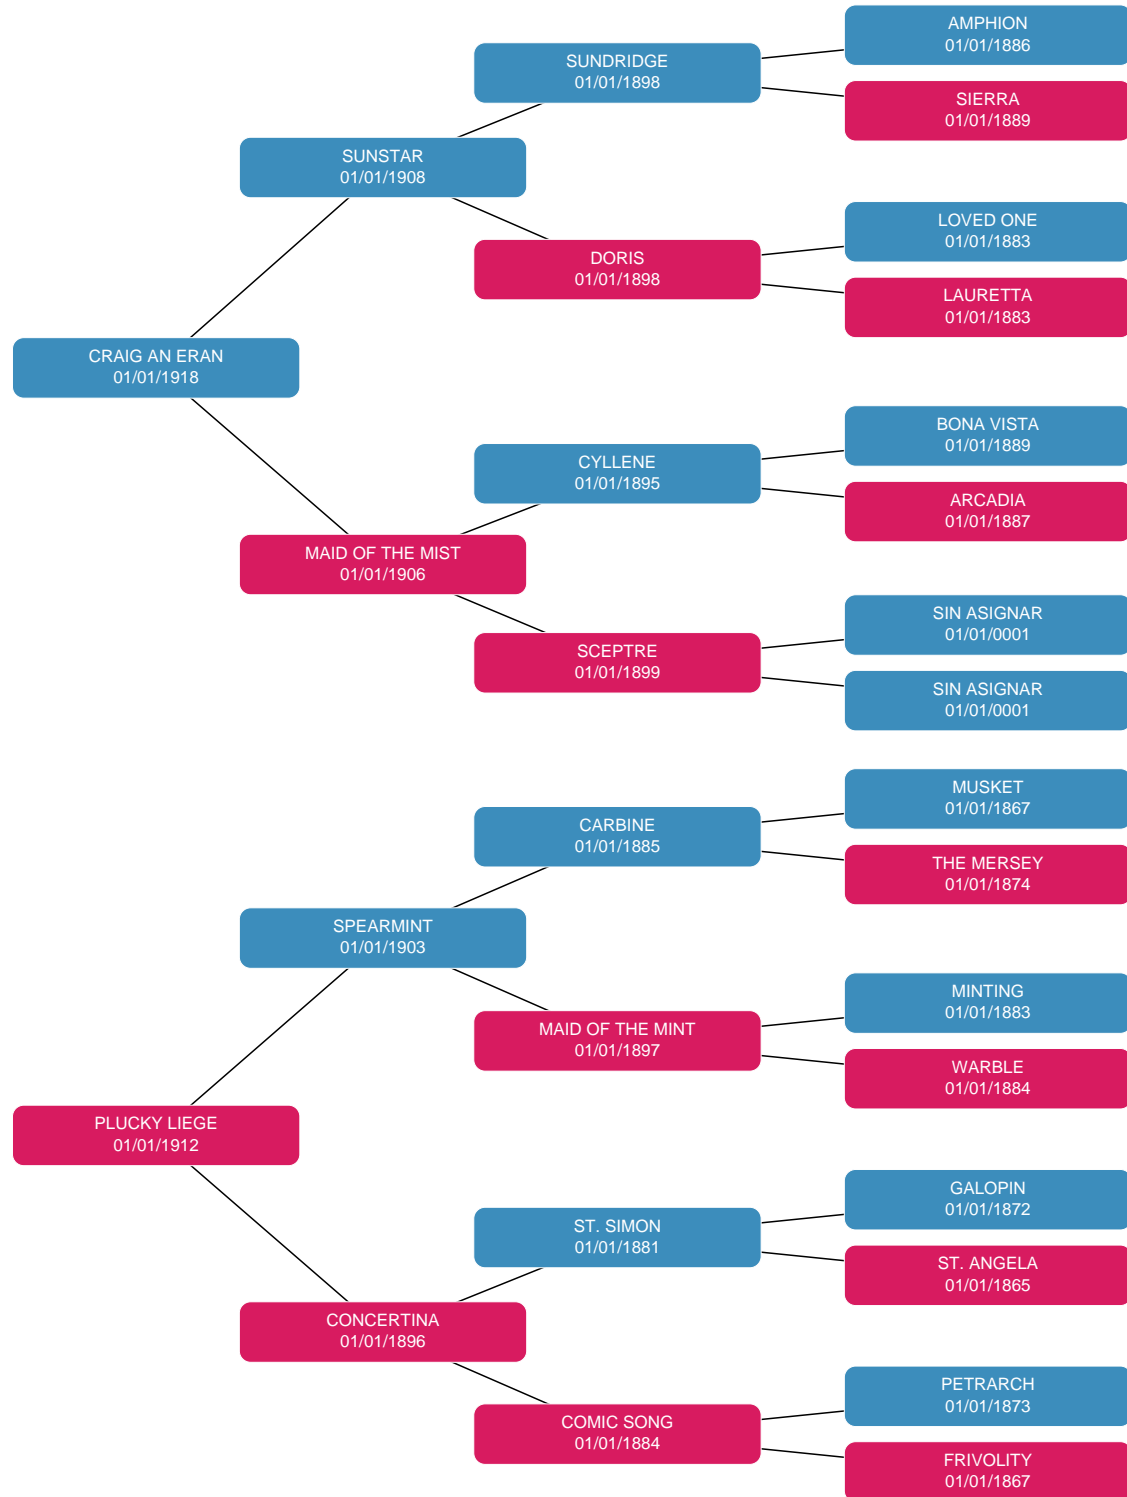 AMPHION
01/01/1886
SUNDRIDGE
01/01/1898
SIERRA
01/01/1889
SUNSTAR
01/01/1908
LOVED ONE
01/01/1883
DORIS
01/01/1898
LAURETTA
01/01/1883
CRAIG AN ERAN
01/01/1918
BONA VISTA
01/01/1889
CYLLENE
01/01/1895
ARCADIA
01/01/1887
MAID OF THE MIST
01/01/1906
SIN ASIGNAR
01/01/0001
SCEPTRE
01/01/1899
SIN ASIGNAR
01/01/0001
MUSKET
01/01/1867
CARBINE
01/01/1885
THE MERSEY
01/01/1874
SPEARMINT
01/01/1903
MINTING
01/01/1883
MAID OF THE MINT
01/01/1897
WARBLE
01/01/1884
PLUCKY LIEGE
01/01/1912
GALOPIN
01/01/1872
ST. SIMON
01/01/1881
ST. ANGELA
01/01/1865
CONCERTINA
01/01/1896
PETRARCH
01/01/1873
COMIC SONG
01/01/1884
FRIVOLITY
01/01/1867